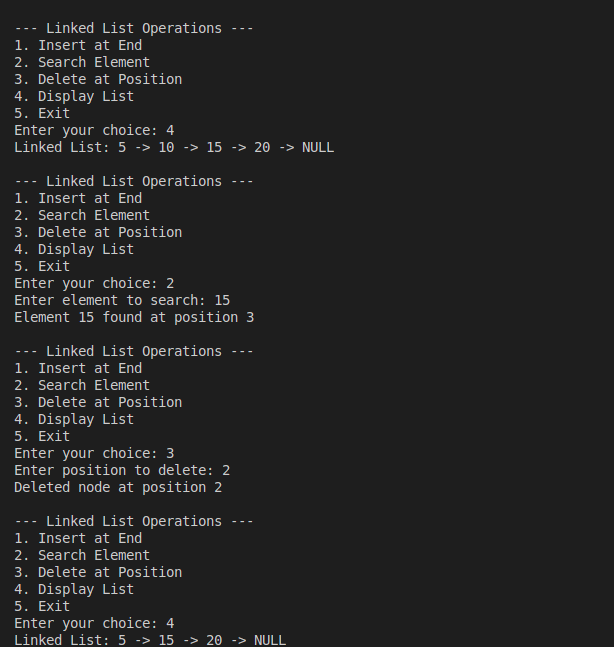 --- Linked List Operations ---
1. Insert at End
2. Search Element
3. Delete at Position
4. Display List
5. Exit
Enter your choice: 4
Linked List: 5 -> 10 -> 15 -> 20 -> NULL

--- Linked List Operations ---
1. Insert at End
2. Search Element
3. Delete at Position
4. Display List
5. Exit
Enter your choice: 2
Enter element to search: 15
Element 15 found at position 3

--- Linked List Operations ---
1. Insert at End
2. Search Element
3. Delete at Position
4. Display List
5. Exit
Enter your choice: 3
Enter position to delete: 2
Deleted node at position 2

--- Linked List Operations ---
1. Insert at End
2. Search Element
3. Delete at Position
4. Display List
5. Exit
Enter your choice: 4
Linked List: 5 -> 15 -> 20 -> NULL